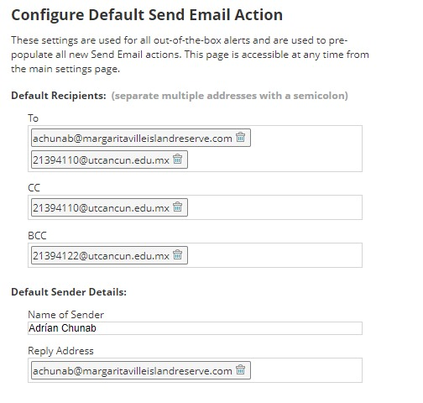 Configure Default Send Email Action
These settings are used for all out-of-the-box alerts and are used to pre-
populate all new Send Email actions. This page is accessible at any time from
the main settings page.
Default Recipients: (separate multiple addresses with a semicolon)
To
achunab@margaritavilleislandreserve.com
21394110@utcancun.edu.mx
CC
21394110@utcancun.edu.mx
BCC
21394122@utcancun.edu.mx
Default Sender Details:
Name of Sender
Adrían Chunab
Reply Address
achunab@margaritavilleislandreserve.com